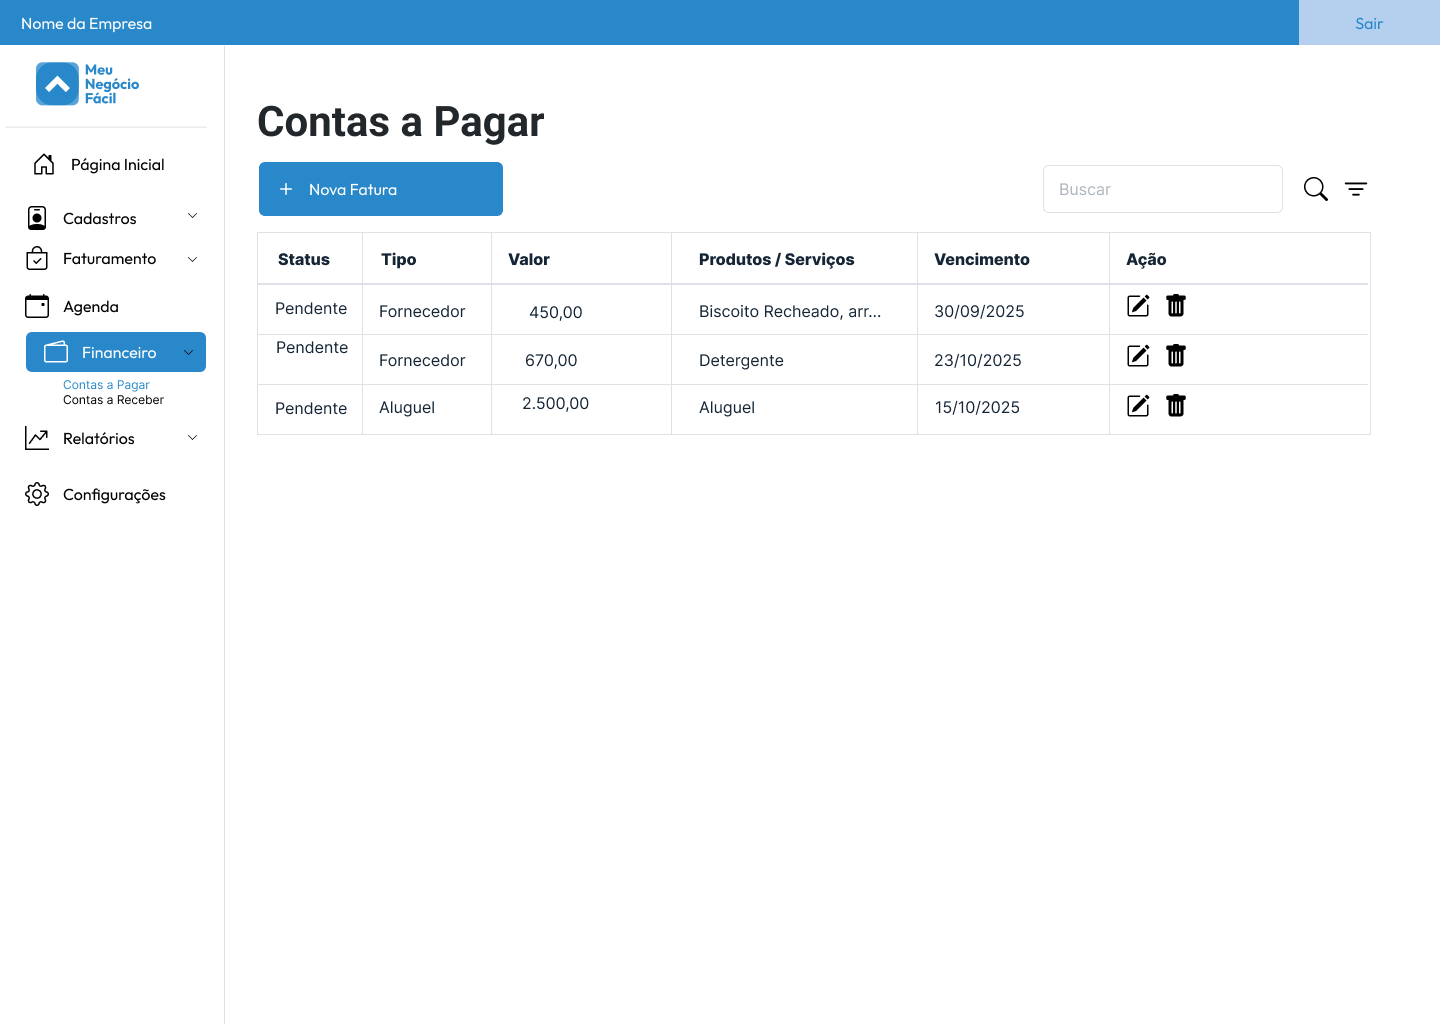 Nome da Empresa
Sair
Meu
Negócio
Fácil
Página Inicial
Cadastros
Faturamento
Agenda
Financeiro
Contas a Pagar
Contas a Receber
Relatórios
Configurações
Contas a Pagar
Nova Fatura
Buscar
Status Tipo Valor Produtos / Serviços Vencimento Ação
Pendente Fornecedor 450,00 Biscoito Recheado, arr... 30/09/2025
Pendente Fornecedor 670,00 Detergente 23/10/2025
Pendente Aluguel 2.500,00 Aluguel 15/10/2025